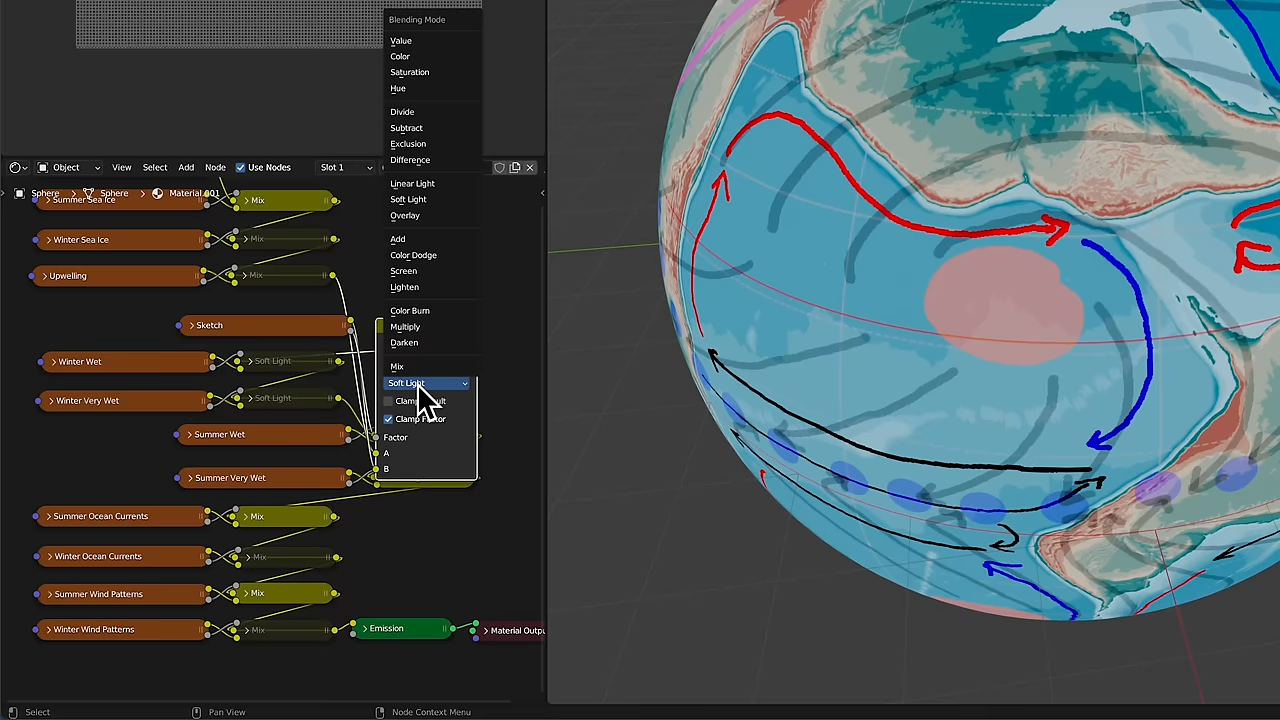 Blending Mode
Value
Color
Saturation
Hue
Divide
Subtract
Exclusion
Difference
Linear Light
Soft Light
Overlay
Add
Color Dodge
Screen
Lighten
Color Burn
Multiply
Darken
Mix
Soft Light
Clamp Factor
Factor
A
B
Object View Select Add Node Use Nodes Slot 1
Sphere Sphere Material.001
Summer Sea Ice Mix
Winter Sea Ice Mix
Upwelling Mix
Sketch
Winter Wet Soft Light
Winter Very Wet Soft Light
Summer Wet
Summer Very Wet
Summer Ocean Currents Mix
Winter Ocean Currents Mix
Summer Wind Patterns Mix
Winter Wind Patterns Mix Emission Material Outpu
Select Pan View Node Context Menu